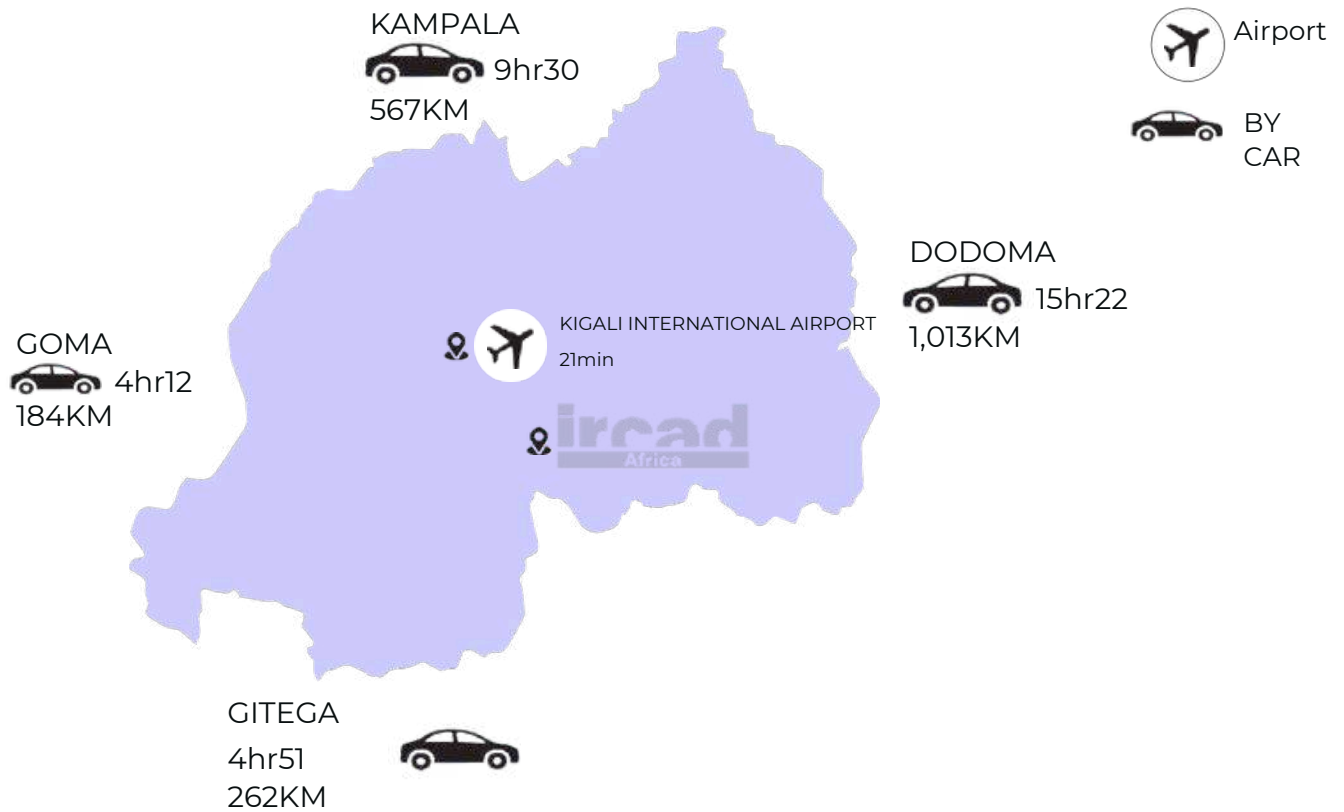 KAMPALA
9hr30
567KM
Airport
BY
CAR
DODOMA
15hr22
1,013KM
KIGALI INTERNATIONAL AIRPORT
21min
GOMA
4hr12
184KM
ircad
Africa
GITEGA
4hr51
262KM